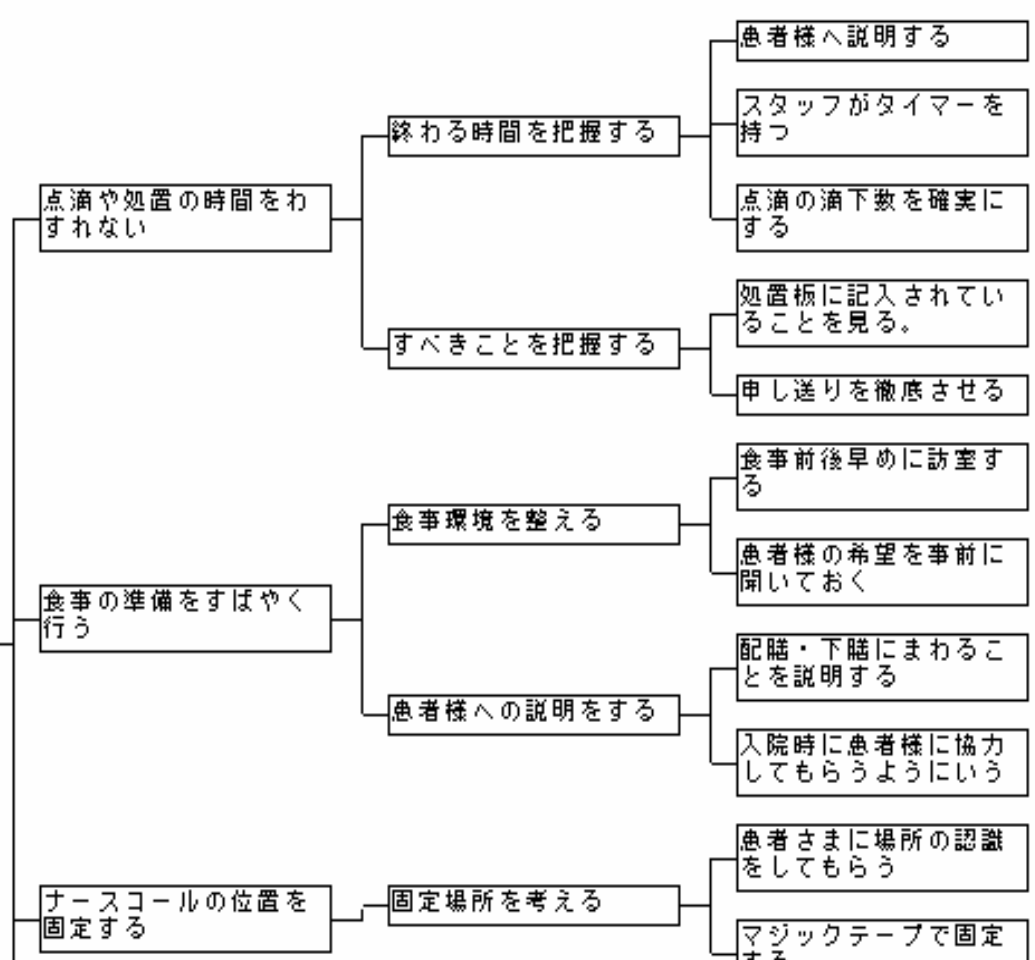 点滴や処置の時間をわ
すれない
終わる時間を把握する
患者様へ説明する
スタッフがタイマーを
持つ
点滴の滴下数を確実に
する
すべきことを把握する
処置板に記入されてい
ることを見る。
申し送りを徹底させる
食事の準備をすばやく
行う
食事環境を整える
食事前後早めに訪室す
る
患者様の希望を事前に
聞いておく
患者様への説明をする
配膳・下膳にまわるこ
とを説明する
入院時に患者様に協力
してもらうようにいう
ナースコールの位置を
固定する
固定場所を考える
患者さまに場所の認識
をしてもらう
マジックテープで固定
する